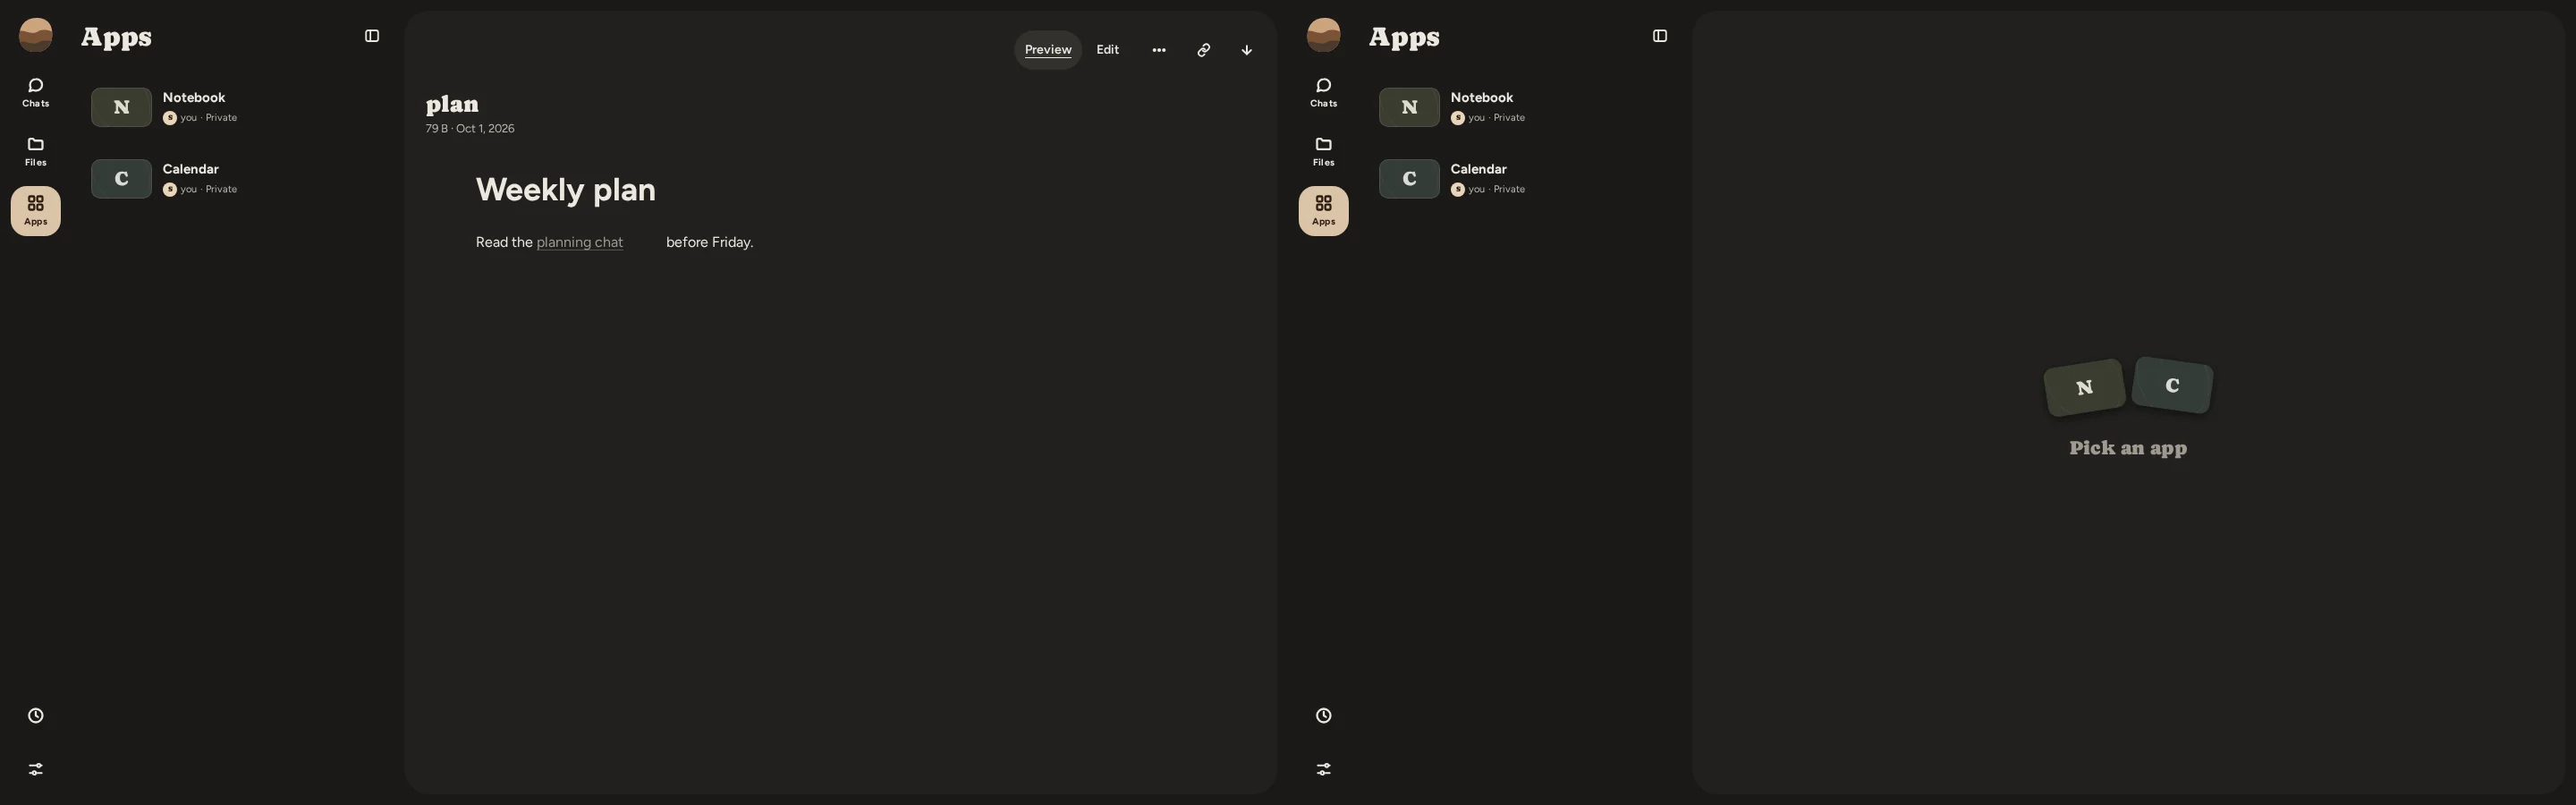 Apps
Chats
Files
Apps
N
Notebook
s you · Private
C
Calendar
s you · Private
Preview
Edit
plan
79 B · Oct 1, 2026
Weekly plan
Read the planning chat before Friday.
Apps
Chats
Files
Apps
N
Notebook
s you · Private
C
Calendar
s you · Private
N
C
Pick an app